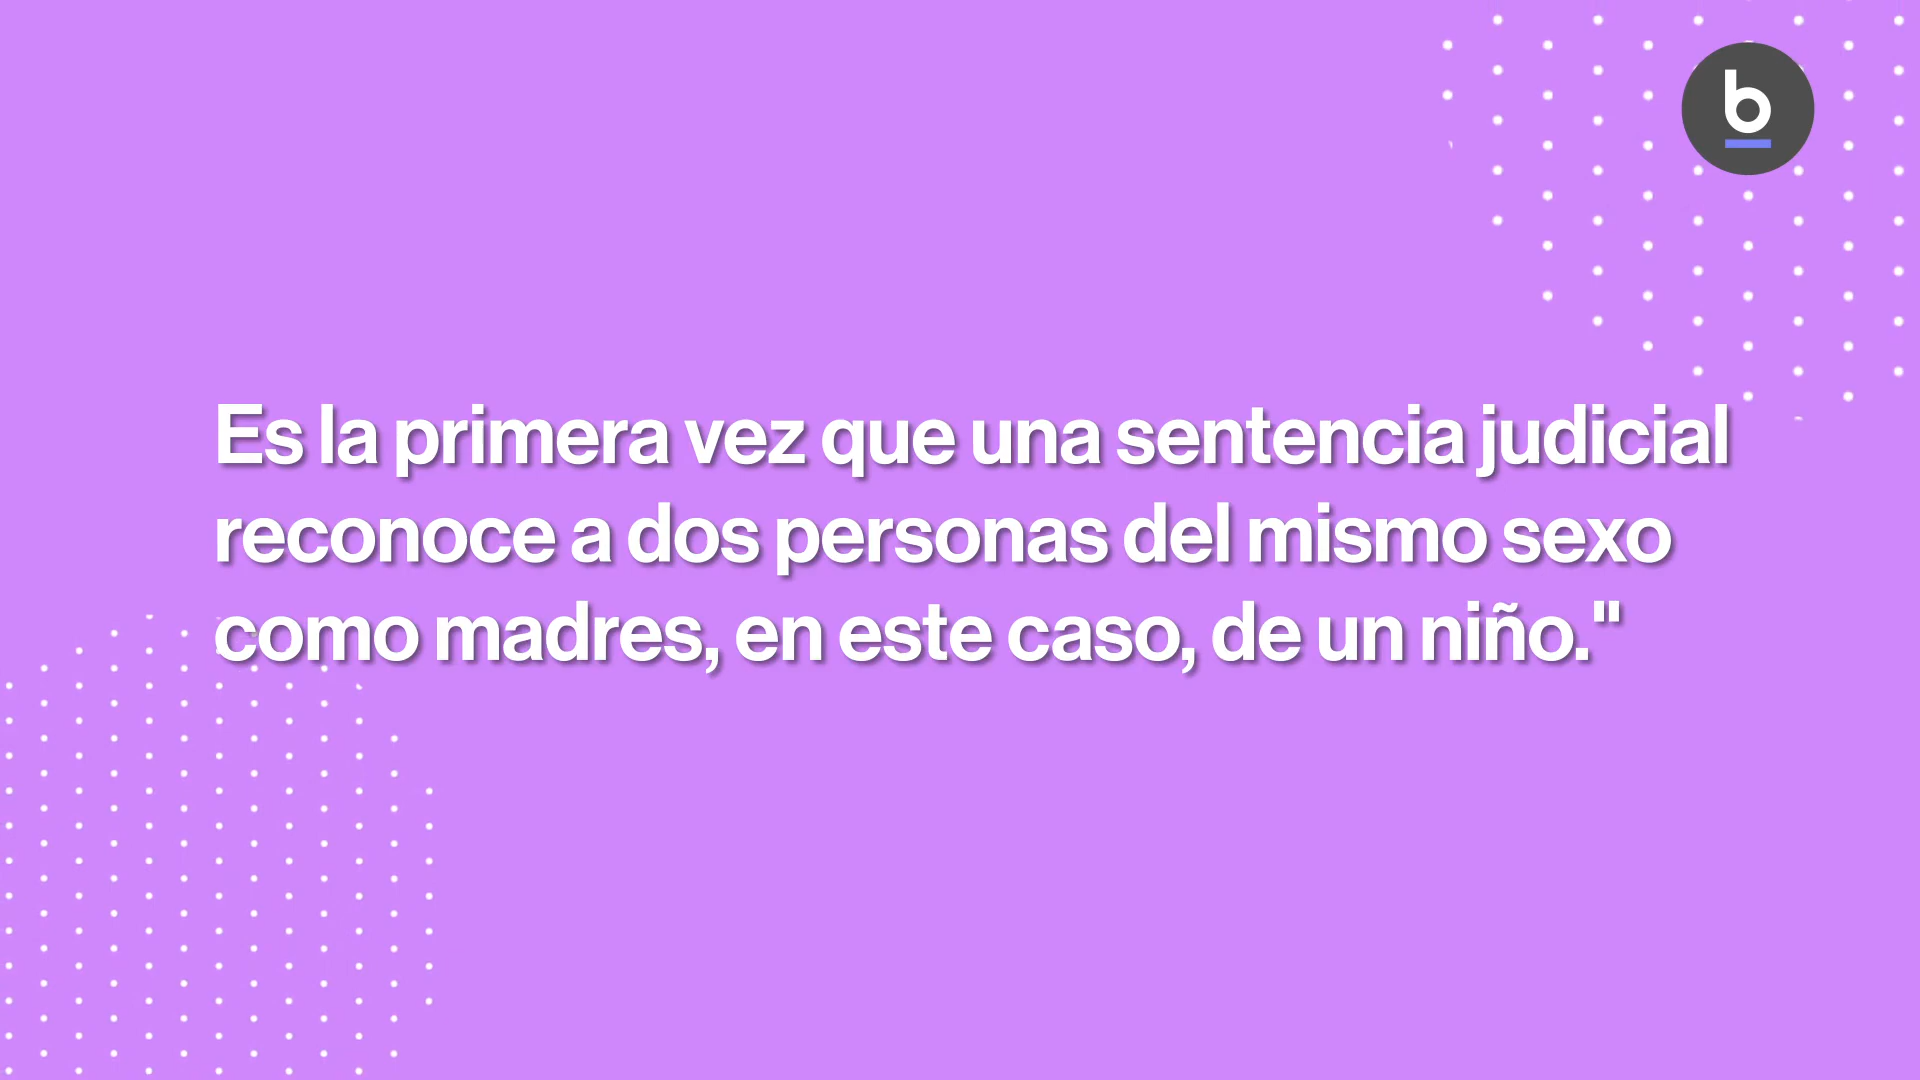 b
Es la primera vez que una sentencia judicial
reconoce a dos personas del mismo sexo
como madres, en este caso, de un niño."